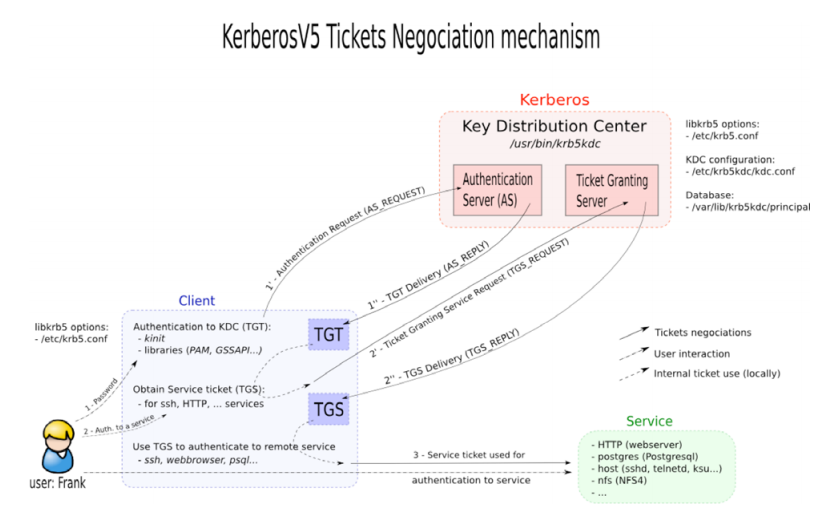 KerberosV5 Tickets Negociation mechanism
Kerberos
Key Distribution Center
/usr/bin/krb5kdc
Authentication
Server (AS)
Ticket Granting
Server
libkrb5 options:
- /etc/krb5.conf
KDC configuration:
- /etc/krb5kdc/kdc.conf
Database:
- /var/lib/krb5kdc/principal
1' - Authentication Request (AS_REQUEST)
1'' - TGT Delivery (AS_REPLY)
2' - Ticket Granting Service Request (TGS_REQUEST)
2'' - TGS Delivery (TGS_REPLY)
Client
libkrb5 options:
- /etc/krb5.conf
Authentication to KDC (TGT):
- kinit
- libraries (PAM, GSSAPI...)
TGT
Obtain Service ticket (TGS):
- for ssh, HTTP, ... services
TGS
Use TGS to authenticate to remote service
- ssh, webbrowser, psql...
1 - Password
2 - Auth. to a service
user: Frank
Tickets negociations
User interaction
Internal ticket use (locally)
3 - Service ticket used for
authentication to service
Service
- HTTP (webserver)
- postgres (Postgresql)
- host (sshd, telnetd, ksu...)
- nfs (NFS4)
- ...